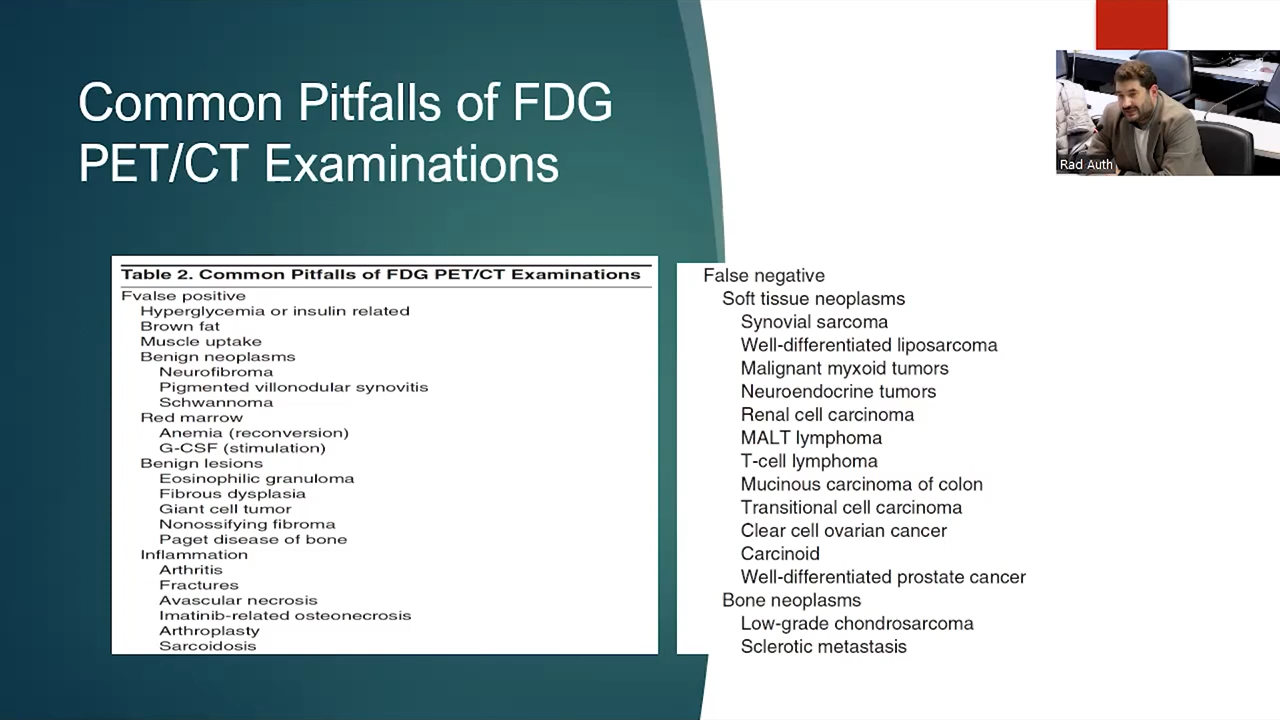 Common Pitfalls of FDG
PET/CT Examinations
Rad Auth
Table 2. Common Pitfalls of FDG PET/CT Examinations
Fvalse positive
Hyperglycemia or insulin related
Brown fat
Muscle uptake
Benign neoplasms
Neurofibroma
Pigmented villonodular synovitis
Schwannoma
Red marrow
Anemia (reconversion)
G-CSF (stimulation)
Benign lesions
Eosinophilic granuloma
Fibrous dysplasia
Giant cell tumor
Nonossifying fibroma
Paget disease of bone
Inflammation
Arthritis
Fractures
Avascular necrosis
Imatinib-related osteonecrosis
Arthroplasty
Sarcoidosis
False negative
Soft tissue neoplasms
Synovial sarcoma
Well-differentiated liposarcoma
Malignant myxoid tumors
Neuroendocrine tumors
Renal cell carcinoma
MALT lymphoma
T-cell lymphoma
Mucinous carcinoma of colon
Transitional cell carcinoma
Clear cell ovarian cancer
Carcinoid
Well-differentiated prostate cancer
Bone neoplasms
Low-grade chondrosarcoma
Sclerotic metastasis